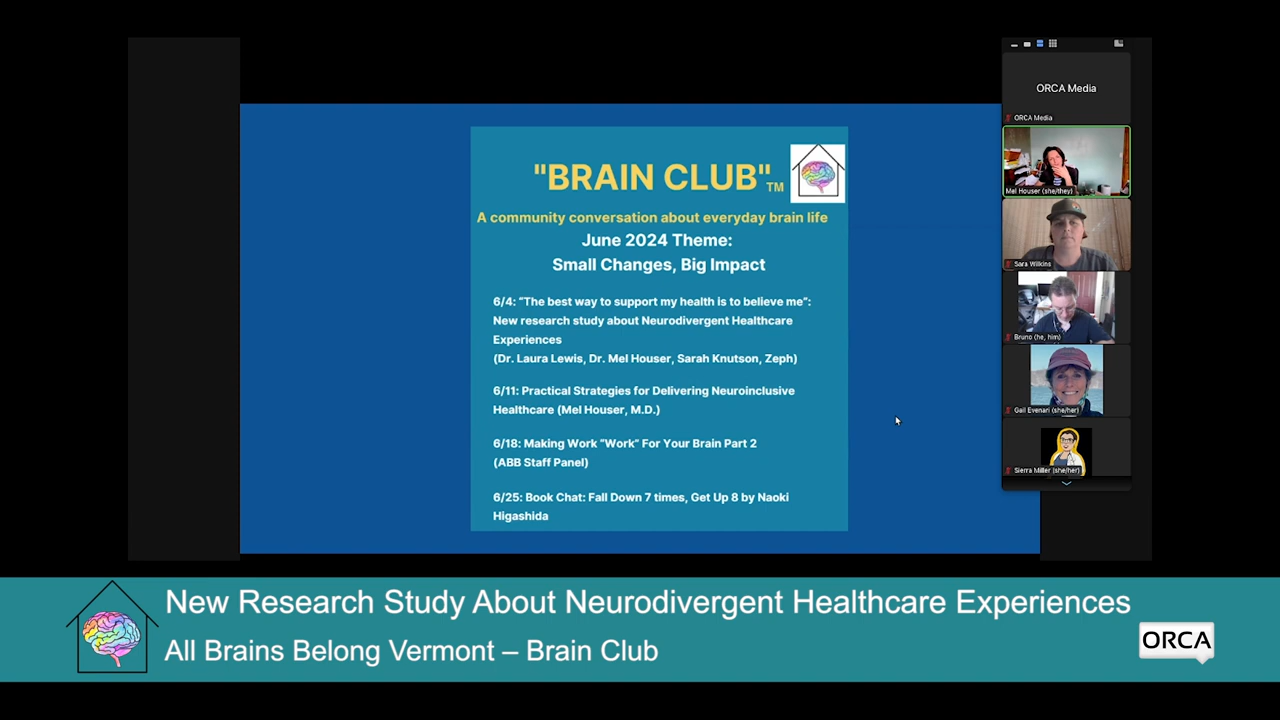 ORCA Media
ORCA Media
Mel Houser (she/they)
Sara Wilkins
Bruno (he, him)
Gail Evenari (she/her)
Sierra Miller (she/her)
"BRAIN CLUB"TM
A community conversation about everyday brain life
June 2024 Theme:
Small Changes, Big Impact
6/4: “The best way to support my health is to believe me”:
New research study about Neurodivergent Healthcare
Experiences
(Dr. Laura Lewis, Dr. Mel Houser, Sarah Knutson, Zeph)
6/11: Practical Strategies for Delivering Neuroinclusive
Healthcare (Mel Houser, M.D.)
6/18: Making Work “Work” For Your Brain Part 2
(ABB Staff Panel)
6/25: Book Chat: Fall Down 7 times, Get Up 8 by Naoki
Higashida
New Research Study About Neurodivergent Healthcare Experiences
All Brains Belong Vermont – Brain Club
ORCA